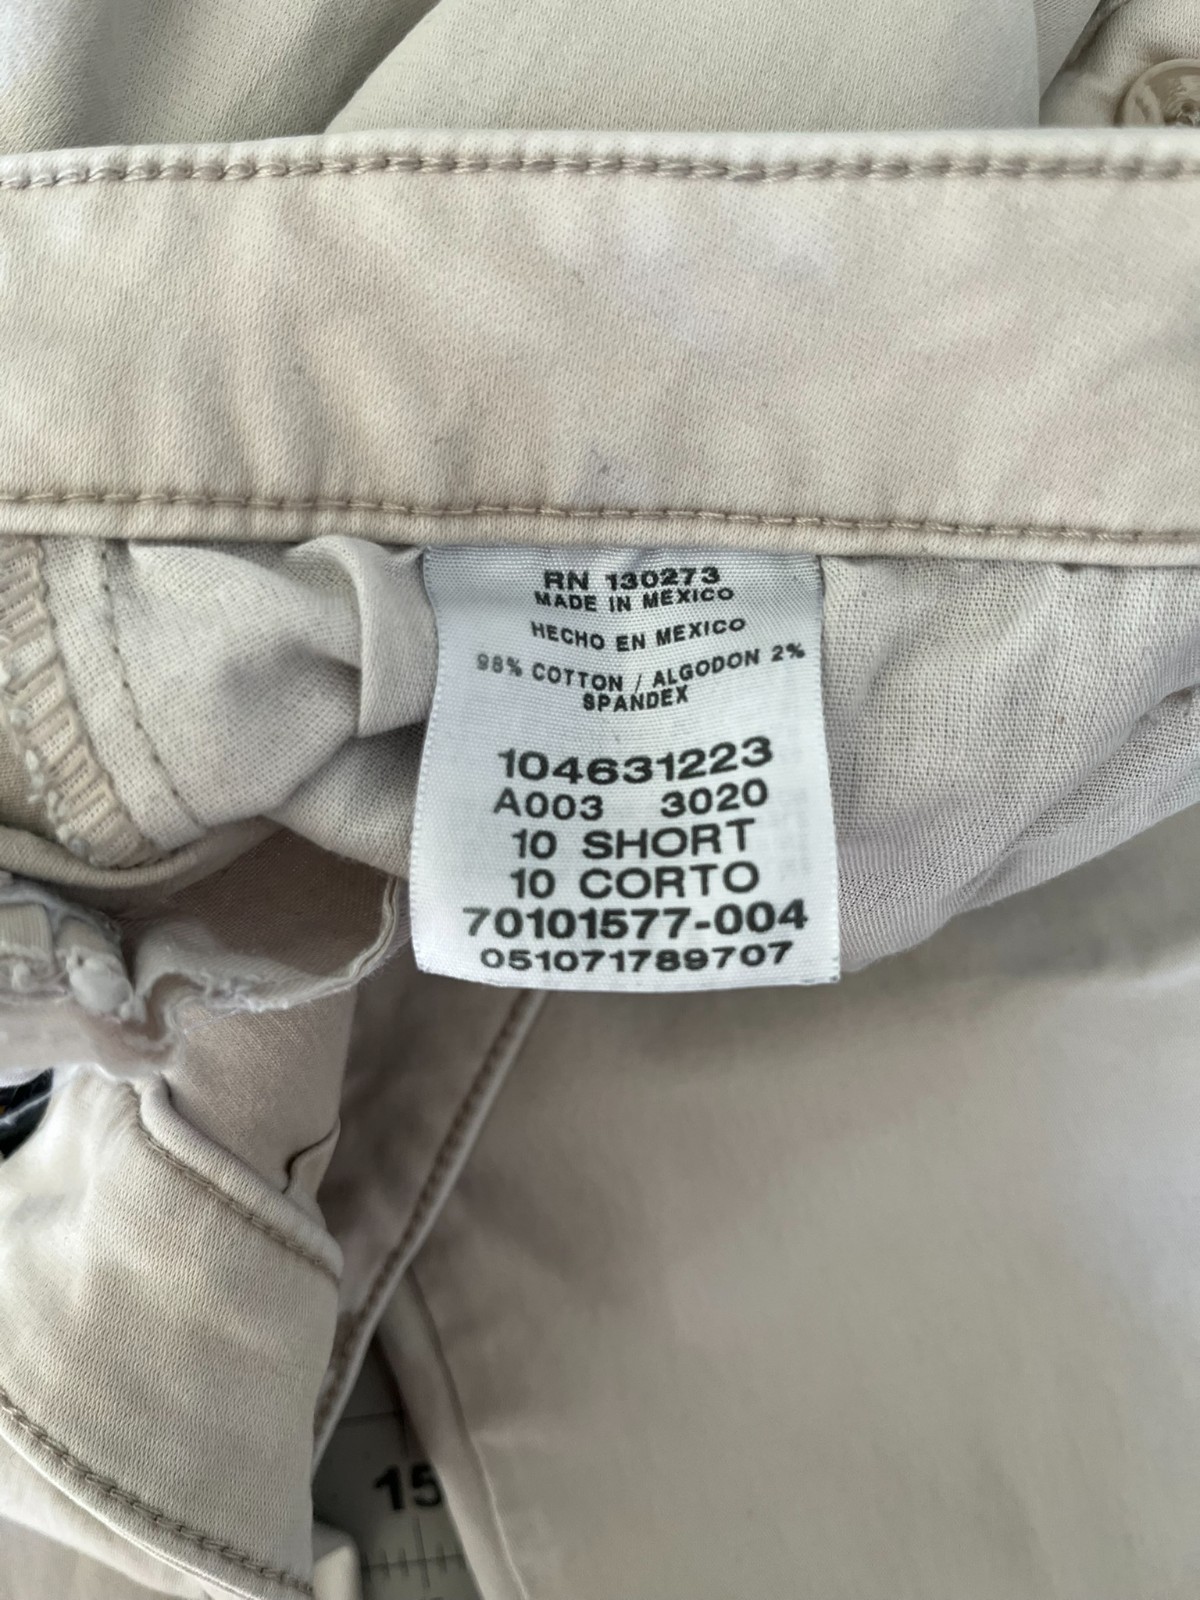 RN 130273
MADE IN MEXICO
HECHO EN MEXICO
98% COTTON / ALGODON 2%
SPANDEX
104631223
A003 3020
10 SHORT
10 CORTO
70101577-004
051071789707
15